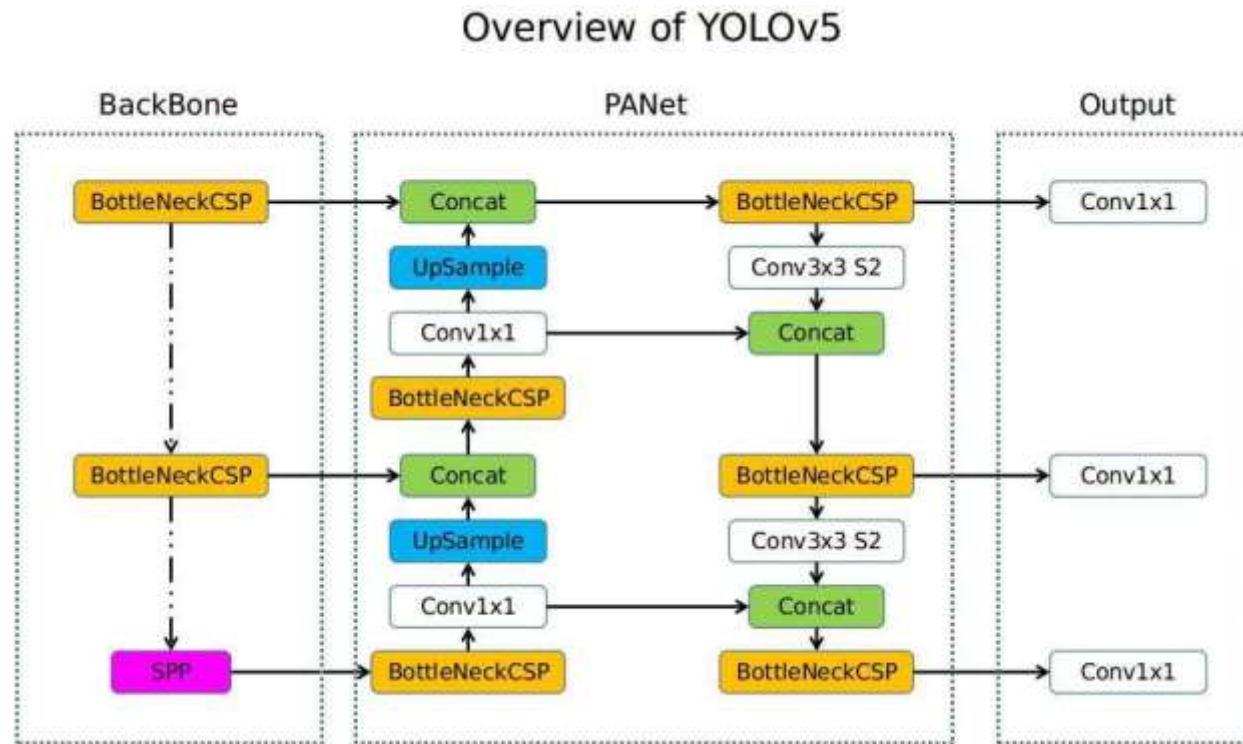 Overview of YOLOv5
BackBone
PANet
Output
BottleNeckCSP
Concat
BottleNeckCSP
Conv1x1
UpSample
Conv3x3 S2
Conv1x1
Concat
BottleNeckCSP
BottleNeckCSP
Concat
BottleNeckCSP
Conv1x1
UpSample
Conv3x3 S2
Conv1x1
Concat
SPP
BottleNeckCSP
BottleNeckCSP
Conv1x1